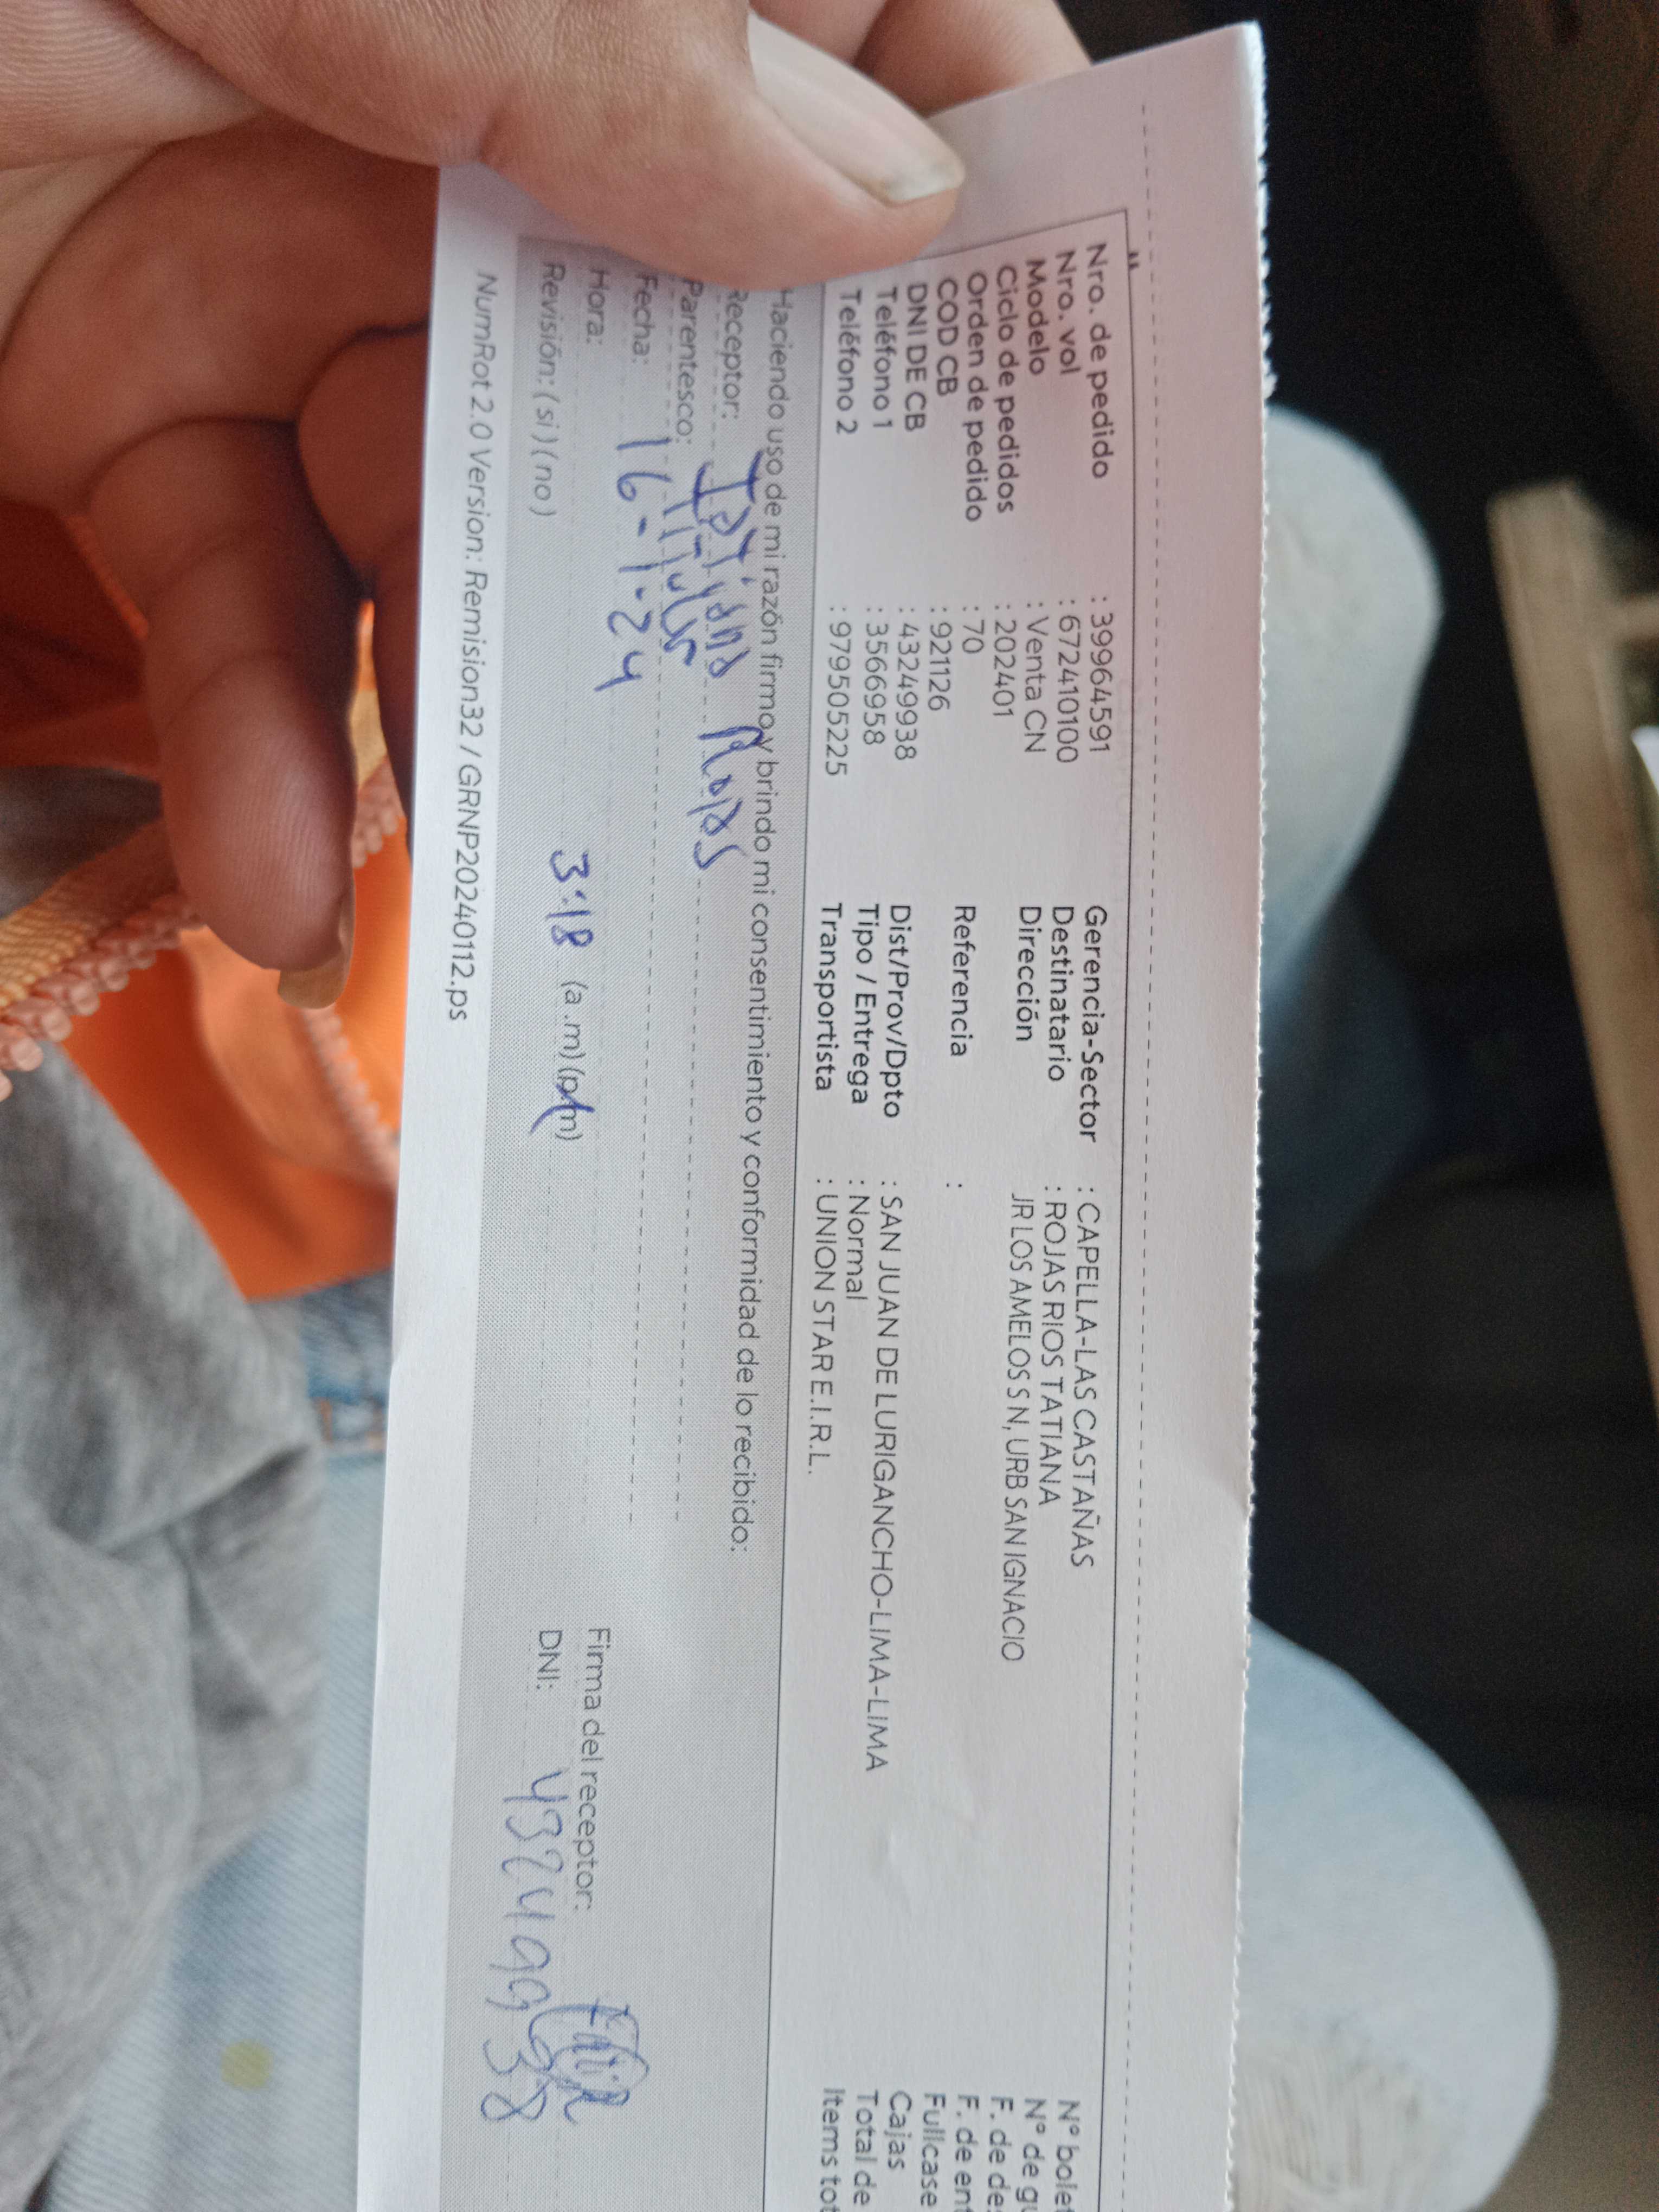 Nro. de pedido : 39964591
Nro. vol : 672410100
Modelo : Venta CN
Ciclo de pedidos : 202401
Orden de pedido : 70
COD CB : 921126
DNI DE CB : 43249938
Teléfono 1 : 3566958
Teléfono 2 : 979505225
Gerencia-Sector : CAPELLA-LAS CASTAÑAS
Destinatario : ROJAS RIOS TATIANA
Dirección JR LOS AMELOS S N, URB SAN IGNACIO
Referencia :
Dist/Prov/Dpto : SAN JUAN DE LURIGANCHO-LIMA-LIMA
Tipo / Entrega : Normal
Transportista : UNION STAR E.I.R.L.
N° bolet
N° de gu
F. de des
F. de ent
Fullcase
Cajas
Total de
Items tot
Haciendo uso de mi razón firmo y brindo mi consentimiento y conformidad de lo recibido:
Receptor: Tatiana Rojas
Parentesco: Titular
Fecha: 16-1-24
Hora: 3:18 (a.m) (p.m)
Revisión: ( si ) ( no )
Firma del receptor:
DNI: 43249938
NumRot 2.0 Version: Remision32 / GRNP20240112.ps